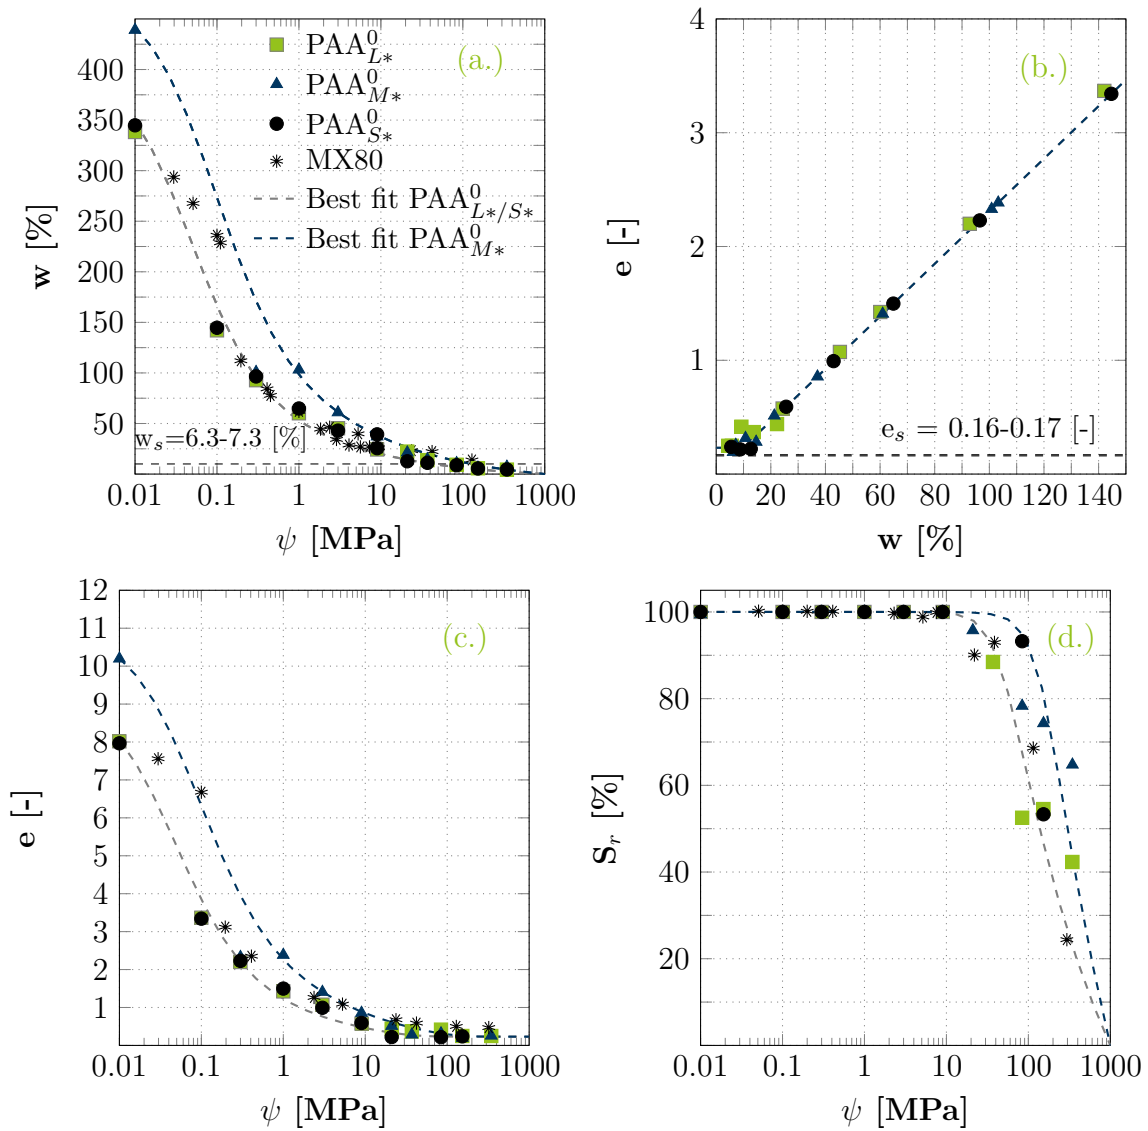 PAA⁰L∗
(a.)
PAA⁰M∗
PAA⁰S∗
MX80
Best fit PAA⁰L∗/S∗
Best fit PAA⁰M∗
400
350
300
250
200
150
100
50
w [%]
wₛ=6.3-7.3 [%]
0.01 0.1 1 10 100 1000
ψ [MPa]
(b.)
4
3
2
1
e [-]
eₛ = 0.16-0.17 [-]
0 20 40 60 80 100 120 140
w [%]
(c.)
12
11
10
9
8
7
6
5
4
3
2
1
e [-]
0.01 0.1 1 10 100 1000
ψ [MPa]
(d.)
100
80
60
40
20
Sᵣ [%]
0.01 0.1 1 10 100 1000
ψ [MPa]